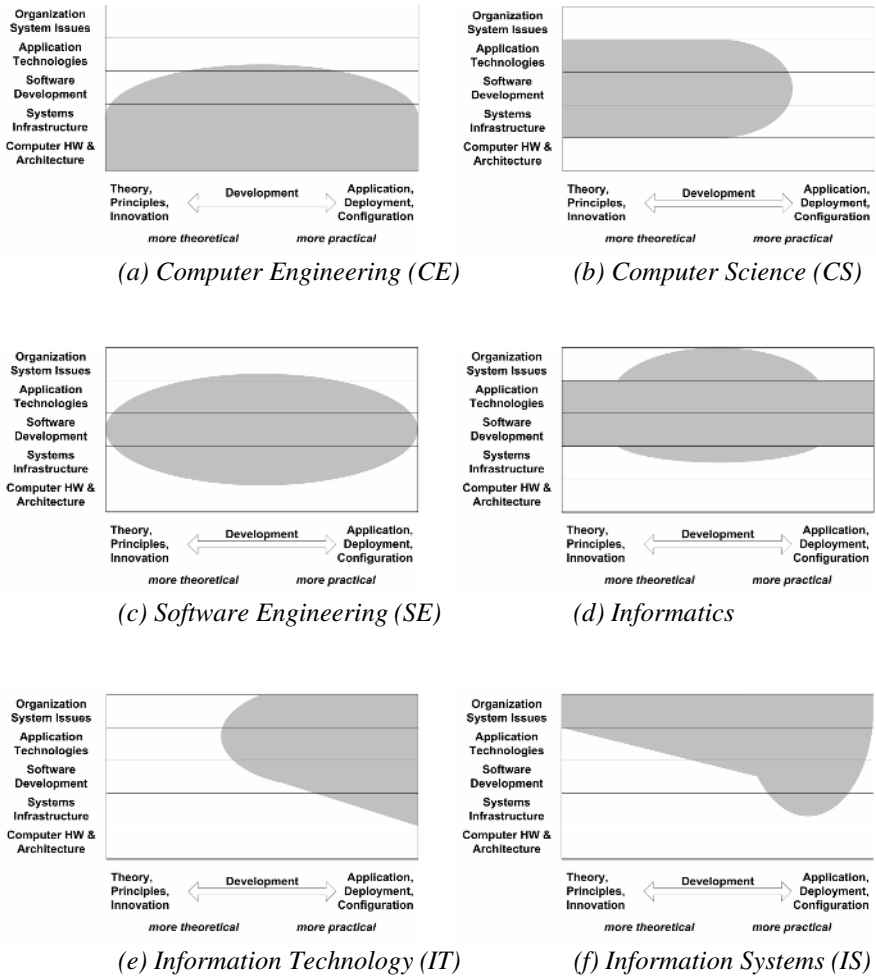 Organization
System Issues
Application
Technologies
Software
Development
Systems
Infrastructure
Computer HW &
Architecture
Theory,
Principles,
Innovation
Development
Application,
Deployment,
Configuration
more theoretical
more practical
(a) Computer Engineering (CE)
Organization
System Issues
Application
Technologies
Software
Development
Systems
Infrastructure
Computer HW &
Architecture
Theory,
Principles,
Innovation
Development
Application,
Deployment,
Configuration
more theoretical
more practical
(b) Computer Science (CS)
Organization
System Issues
Application
Technologies
Software
Development
Systems
Infrastructure
Computer HW &
Architecture
Theory,
Principles,
Innovation
Development
Application,
Deployment,
Configuration
more theoretical
more practical
(c) Software Engineering (SE)
Organization
System Issues
Application
Technologies
Software
Development
Systems
Infrastructure
Computer HW &
Architecture
Theory,
Principles,
Innovation
Development
Application,
Deployment,
Configuration
more theoretical
more practical
(d) Informatics
Organization
System Issues
Application
Technologies
Software
Development
Systems
Infrastructure
Computer HW &
Architecture
Theory,
Principles,
Innovation
Development
Application,
Deployment,
Configuration
more theoretical
more practical
(e) Information Technology (IT)
Organization
System Issues
Application
Technologies
Software
Development
Systems
Infrastructure
Computer HW &
Architecture
Theory,
Principles,
Innovation
Development
Application,
Deployment,
Configuration
more theoretical
more practical
(f) Information Systems (IS)